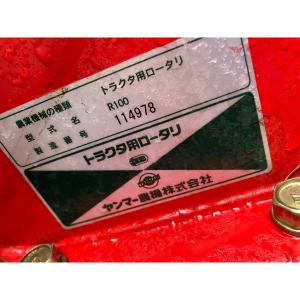 農業機械の種類 トラクタ用ロータリ
型式名 R100
製造番号 114978
トラクタ用ロータリ
ヤンマー農機株式会社